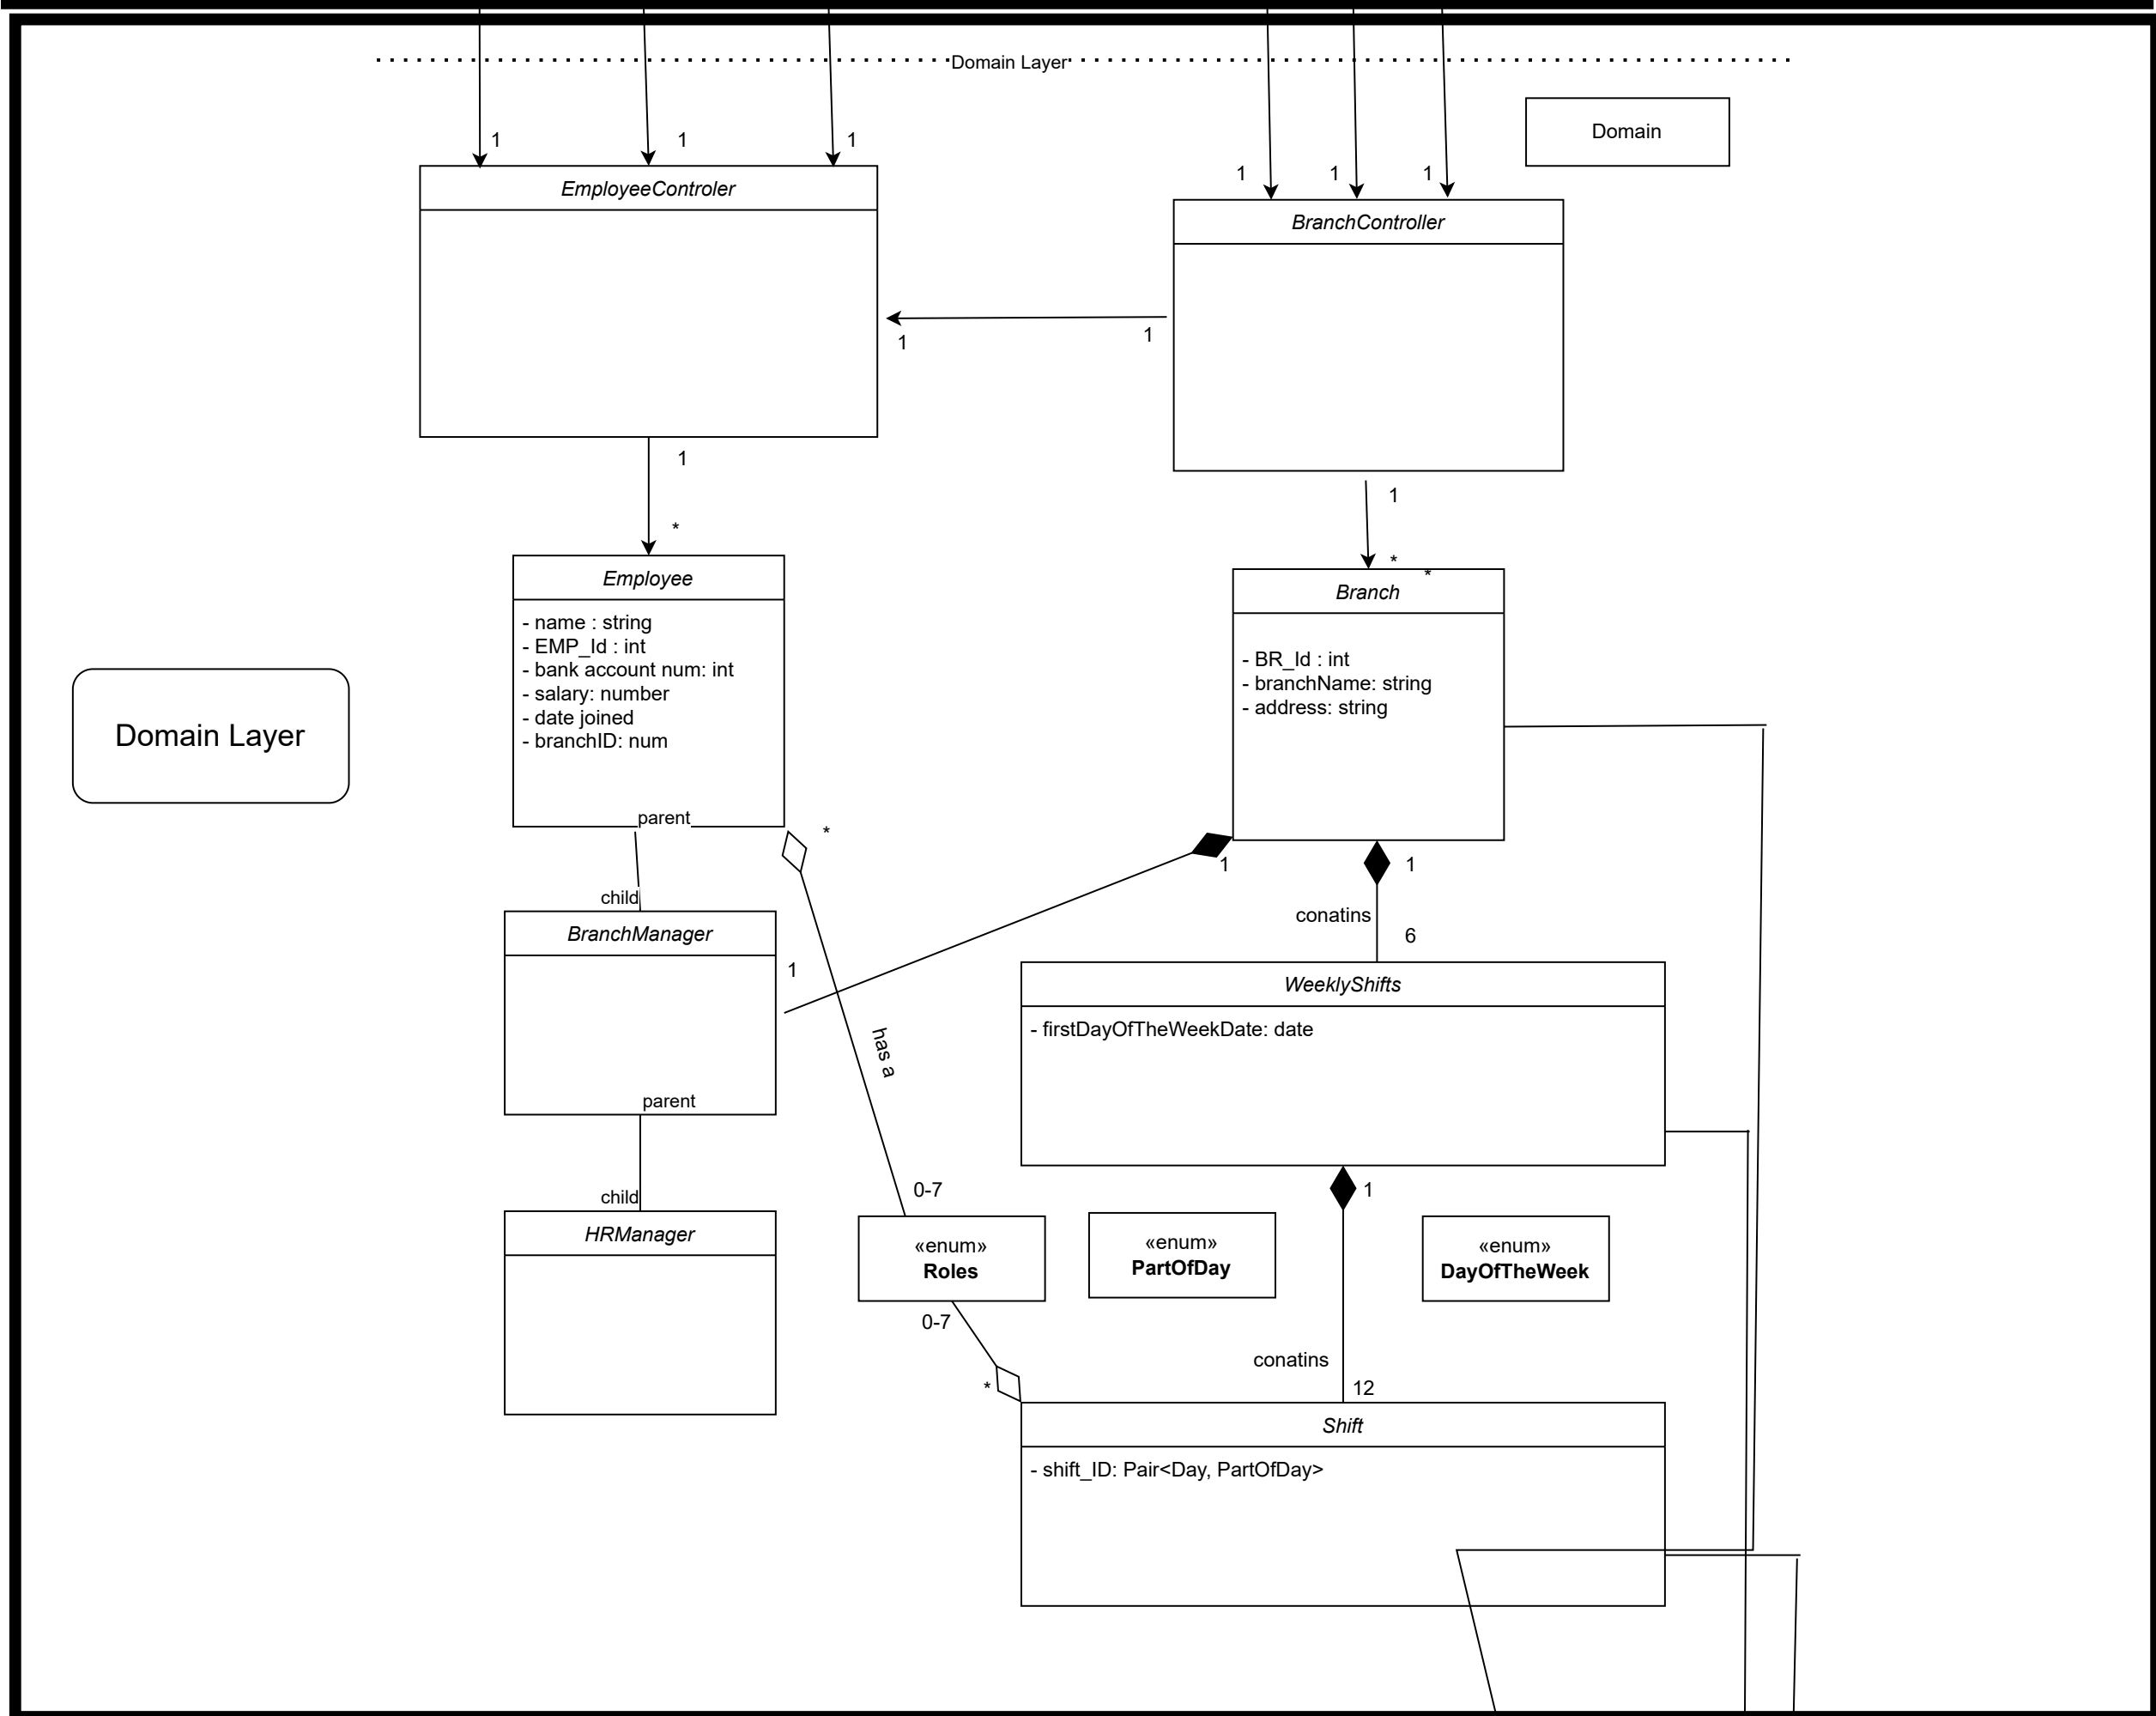 Domain Layer
Domain
1
1
1
1
1
1
EmployeeControler
BranchController
1
1
1
*
1
*
*
Employee
- name : string
- EMP_Id : int
- bank account num: int
- salary: number
- date joined
- branchID: num
parent
Branch
- BR_Id : int
- branchName: string
- address: string
Domain Layer
*
1
1
child
conatins
6
BranchManager
1
parent
has a
WeeklyShifts
- firstDayOfTheWeekDate: date
child
0-7
1
HRManager
«enum»
Roles
«enum»
PartOfDay
«enum»
DayOfTheWeek
0-7
*
conatins
12
Shift
- shift_ID: Pair<Day, PartOfDay>